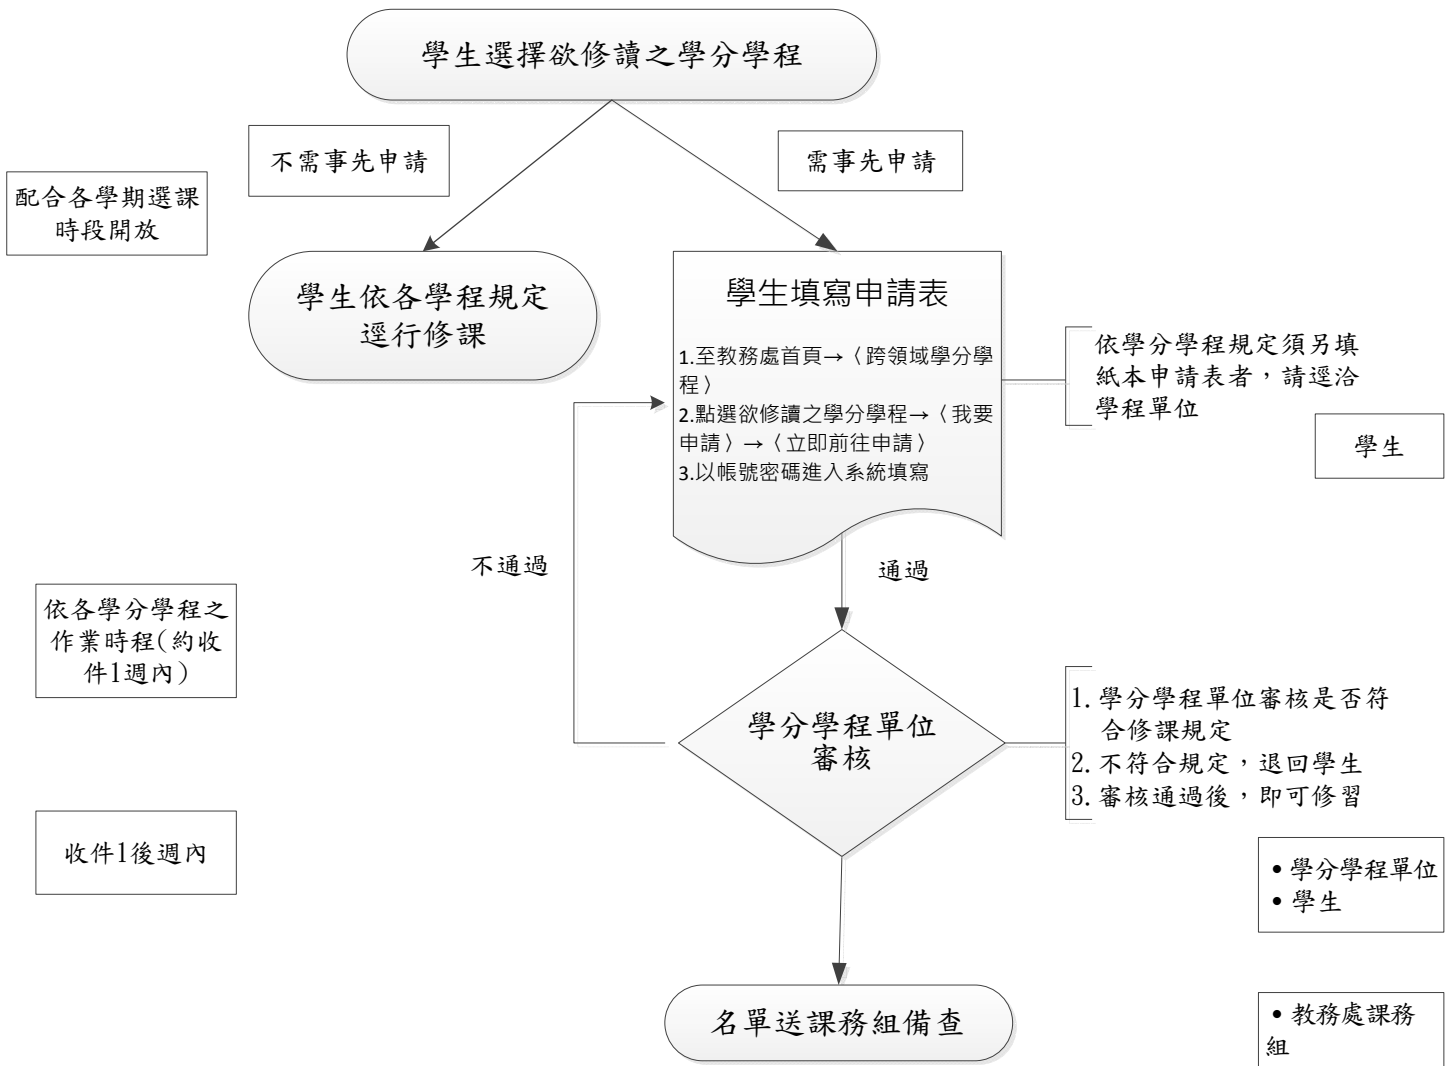 學生選擇欲修讀之學分學程
不需事先申請
需事先申請
配合各學期選課
時段開放
學生依各學程規定
逕行修課
學生填寫申請表
1.至教務處首頁→〈跨領域學分學
程〉
2.點選欲修讀之學分學程→〈我要
申請〉→〈立即前往申請〉
3.以帳號密碼進入系統填寫
依學分學程規定須另填
紙本申請表者，請逕洽
學程單位
學生
不通過
通過
依各學分學程之
作業時程(約收
件1週內)
學分學程單位
審核
1. 學分學程單位審核是否符
合修課規定
2. 不符合規定，退回學生
3. 審核通過後，即可修習
收件1後週內
• 學分學程單位
• 學生
名單送課務組備查
• 教務處課務
組